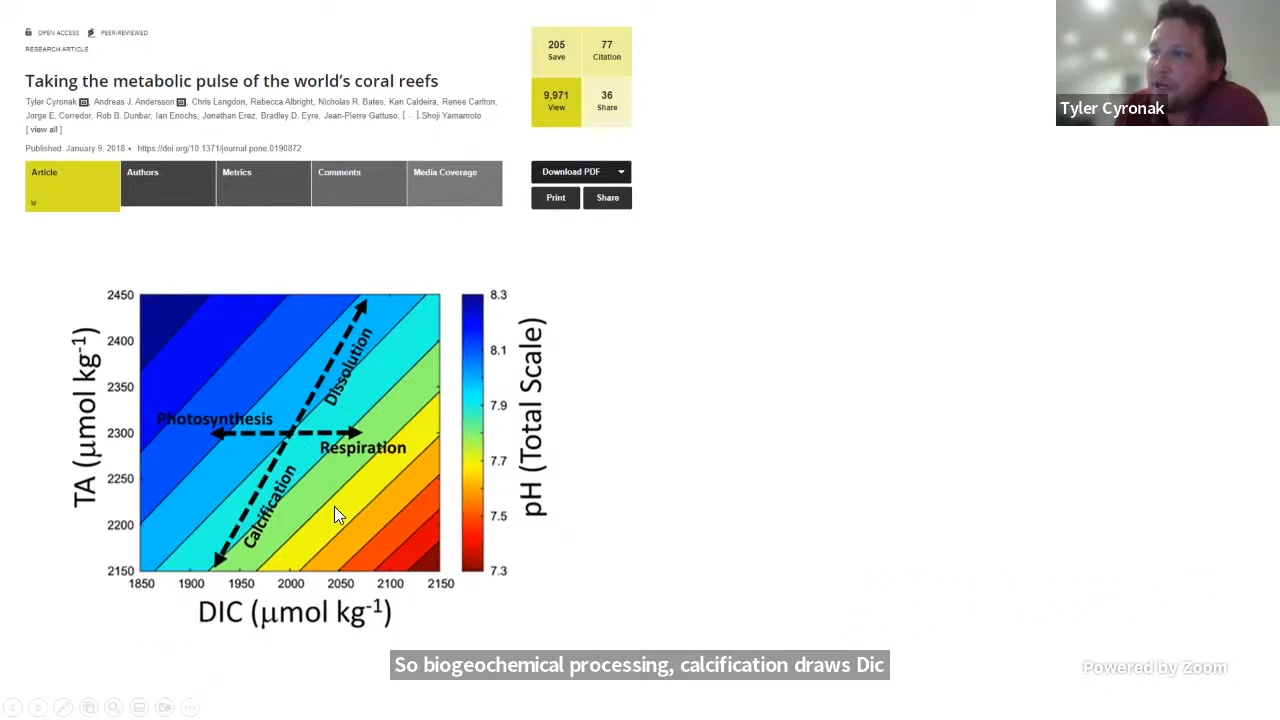 OPEN ACCESS PEER-REVIEWED
RESEARCH ARTICLE
Taking the metabolic pulse of the world's coral reefs
Tyler Cyronak, Andreas J. Andersson, Chris Langdon, Rebecca Albright, Nicholas R. Bates, Ken Caldeira, Renee Carlton,
Jorge E. Corredor, Rob B. Dunbar, Ian Enochs, Jonathan Erez, Bradley D. Eyre, Jean-Pierre Gattuso, [ ... ], Shoji Yamamoto
[ view all ]
Published: January 9, 2018 • https://doi.org/10.1371/journal.pone.0190872
205
Save
77
Citation
9,971
View
36
Share
Article
Authors
Metrics
Comments
Media Coverage
Download PDF
Print
Share
Tyler Cyronak
TA (μmol kg-1)
2450
2400
2350
2300
2250
2200
2150
Photosynthesis
Dissolution
Respiration
Calcification
1850 1900 1950 2000 2050 2100 2150
DIC (μmol kg-1)
8.3
8.1
7.9
7.7
7.5
7.3
pH (Total Scale)
So biogeochemical processing, calcification draws Dic
Powered by Zoom